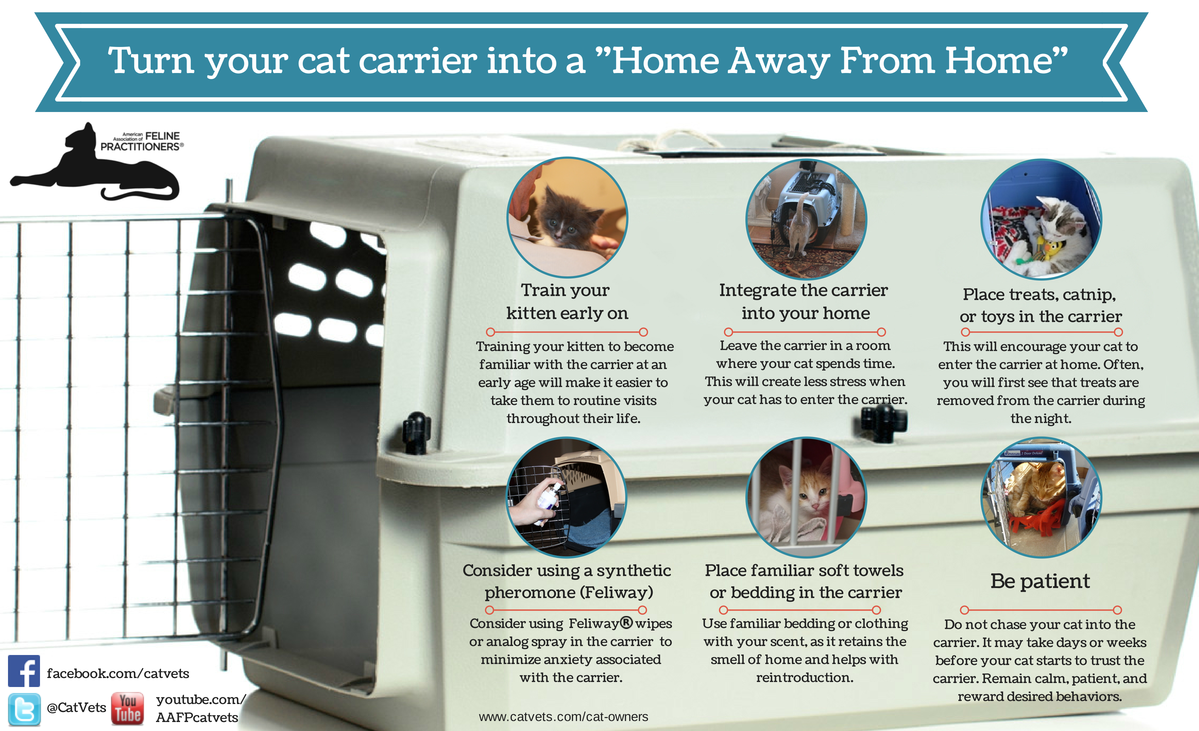 Turn your cat carrier into a "Home Away From Home"
American
Association of FELINE
PRACTITIONERS®
Train your
kitten early on
Training your kitten to become
familiar with the carrier at an
early age will make it easier to
take them to routine visits
throughout their life.
Integrate the carrier
into your home
Leave the carrier in a room
where your cat spends time.
This will create less stress when
your cat has to enter the carrier.
Place treats, catnip,
or toys in the carrier
This will encourage your cat to
enter the carrier at home. Often,
you will first see that treats are
removed from the carrier during
the night.
Consider using a synthetic
pheromone (Feliway)
Consider using Feliway® wipes
or analog spray in the carrier to
minimize anxiety associated
with the carrier.
Place familiar soft towels
or bedding in the carrier
Use familiar bedding or clothing
with your scent, as it retains the
smell of home and helps with
reintroduction.
Be patient
Do not chase your cat into the
carrier. It may take days or weeks
before your cat starts to trust the
carrier. Remain calm, patient, and
reward desired behaviors.
facebook.com/catvets
@CatVets
You
Tube
youtube.com/
AAFPcatvets
www.catvets.com/cat-owners